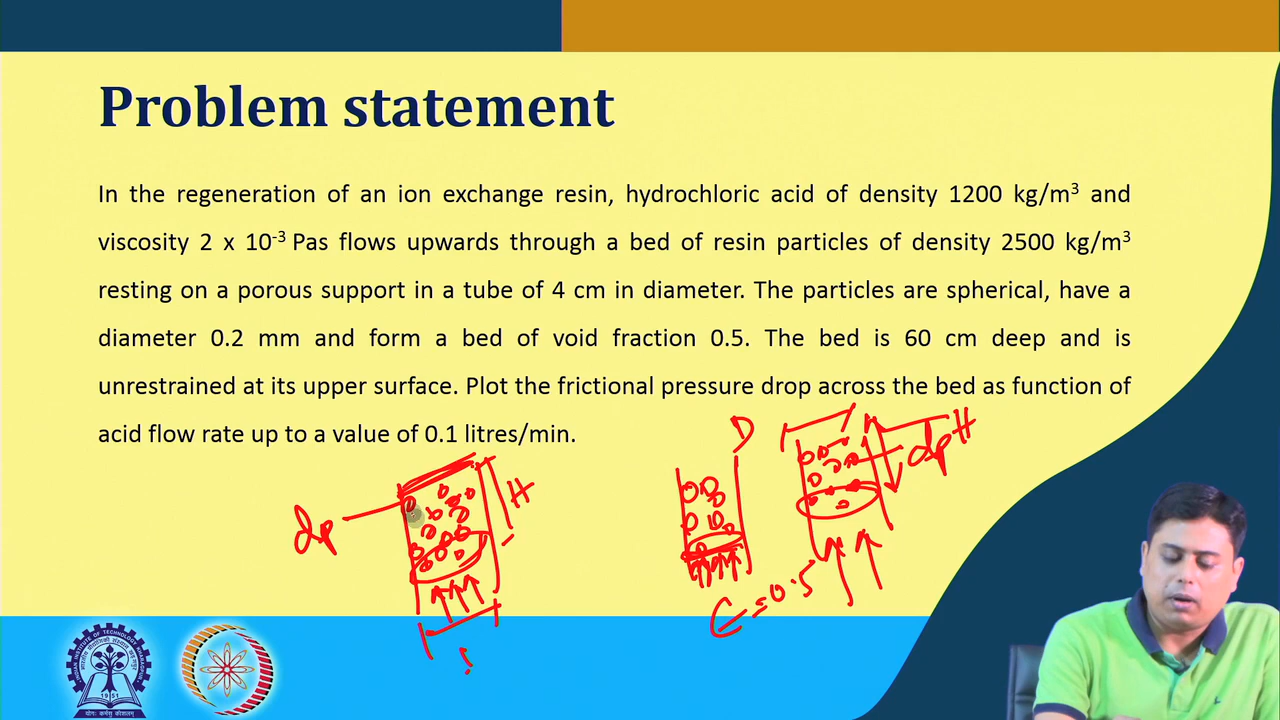 Problem statement
In the regeneration of an ion exchange resin, hydrochloric acid of density 1200 kg/m³ and
viscosity 2 x 10⁻³ Pas flows upwards through a bed of resin particles of density 2500 kg/m³
resting on a porous support in a tube of 4 cm in diameter. The particles are spherical, have a
diameter 0.2 mm and form a bed of void fraction 0.5. The bed is 60 cm deep and is
unrestrained at its upper surface. Plot the frictional pressure drop across the bed as function of
acid flow rate up to a value of 0.1 litres/min.
D
dp
H
H
dp
ϵ = 0.5
1951